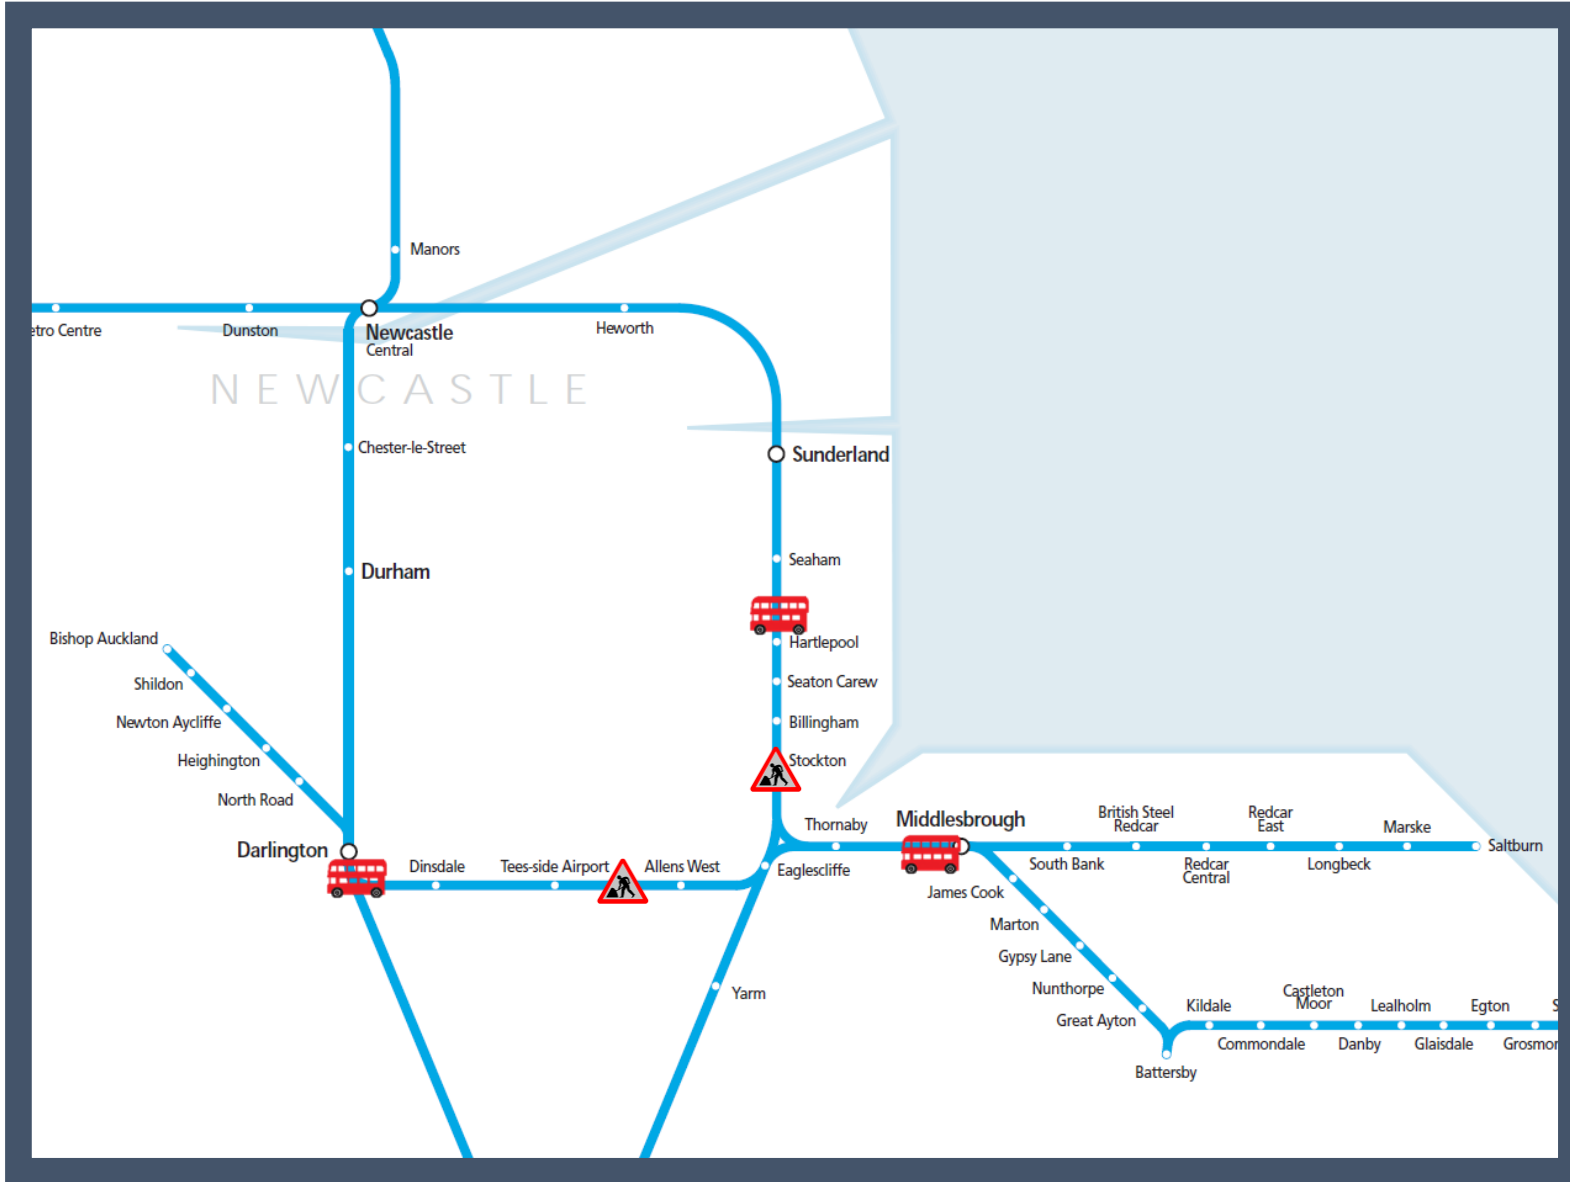 Manors
etro Centre
Dunston
Newcastle
Central
Heworth
NEWCASTLE
Chester-le-Street
Sunderland
Seaham
Durham
Bishop Auckland
Hartlepool
Shildon
Seaton Carew
Newton Aycliffe
Billingham
Heighington
Stockton
North Road
Thornaby
Middlesbrough
British Steel
Redcar
Redcar
East
Marske
Darlington
Saltburn
Dinsdale
Tees-side Airport
Allens West
Eaglescliffe
South Bank
Redcar
Central
Longbeck
James Cook
Marton
Gypsy Lane
Yarm
Nunthorpe
Great Ayton
Kildale
Castleton
Moor
Lealholm
Egton
S
Commondale
Danby
Glaisdale
Grosmon
Battersby